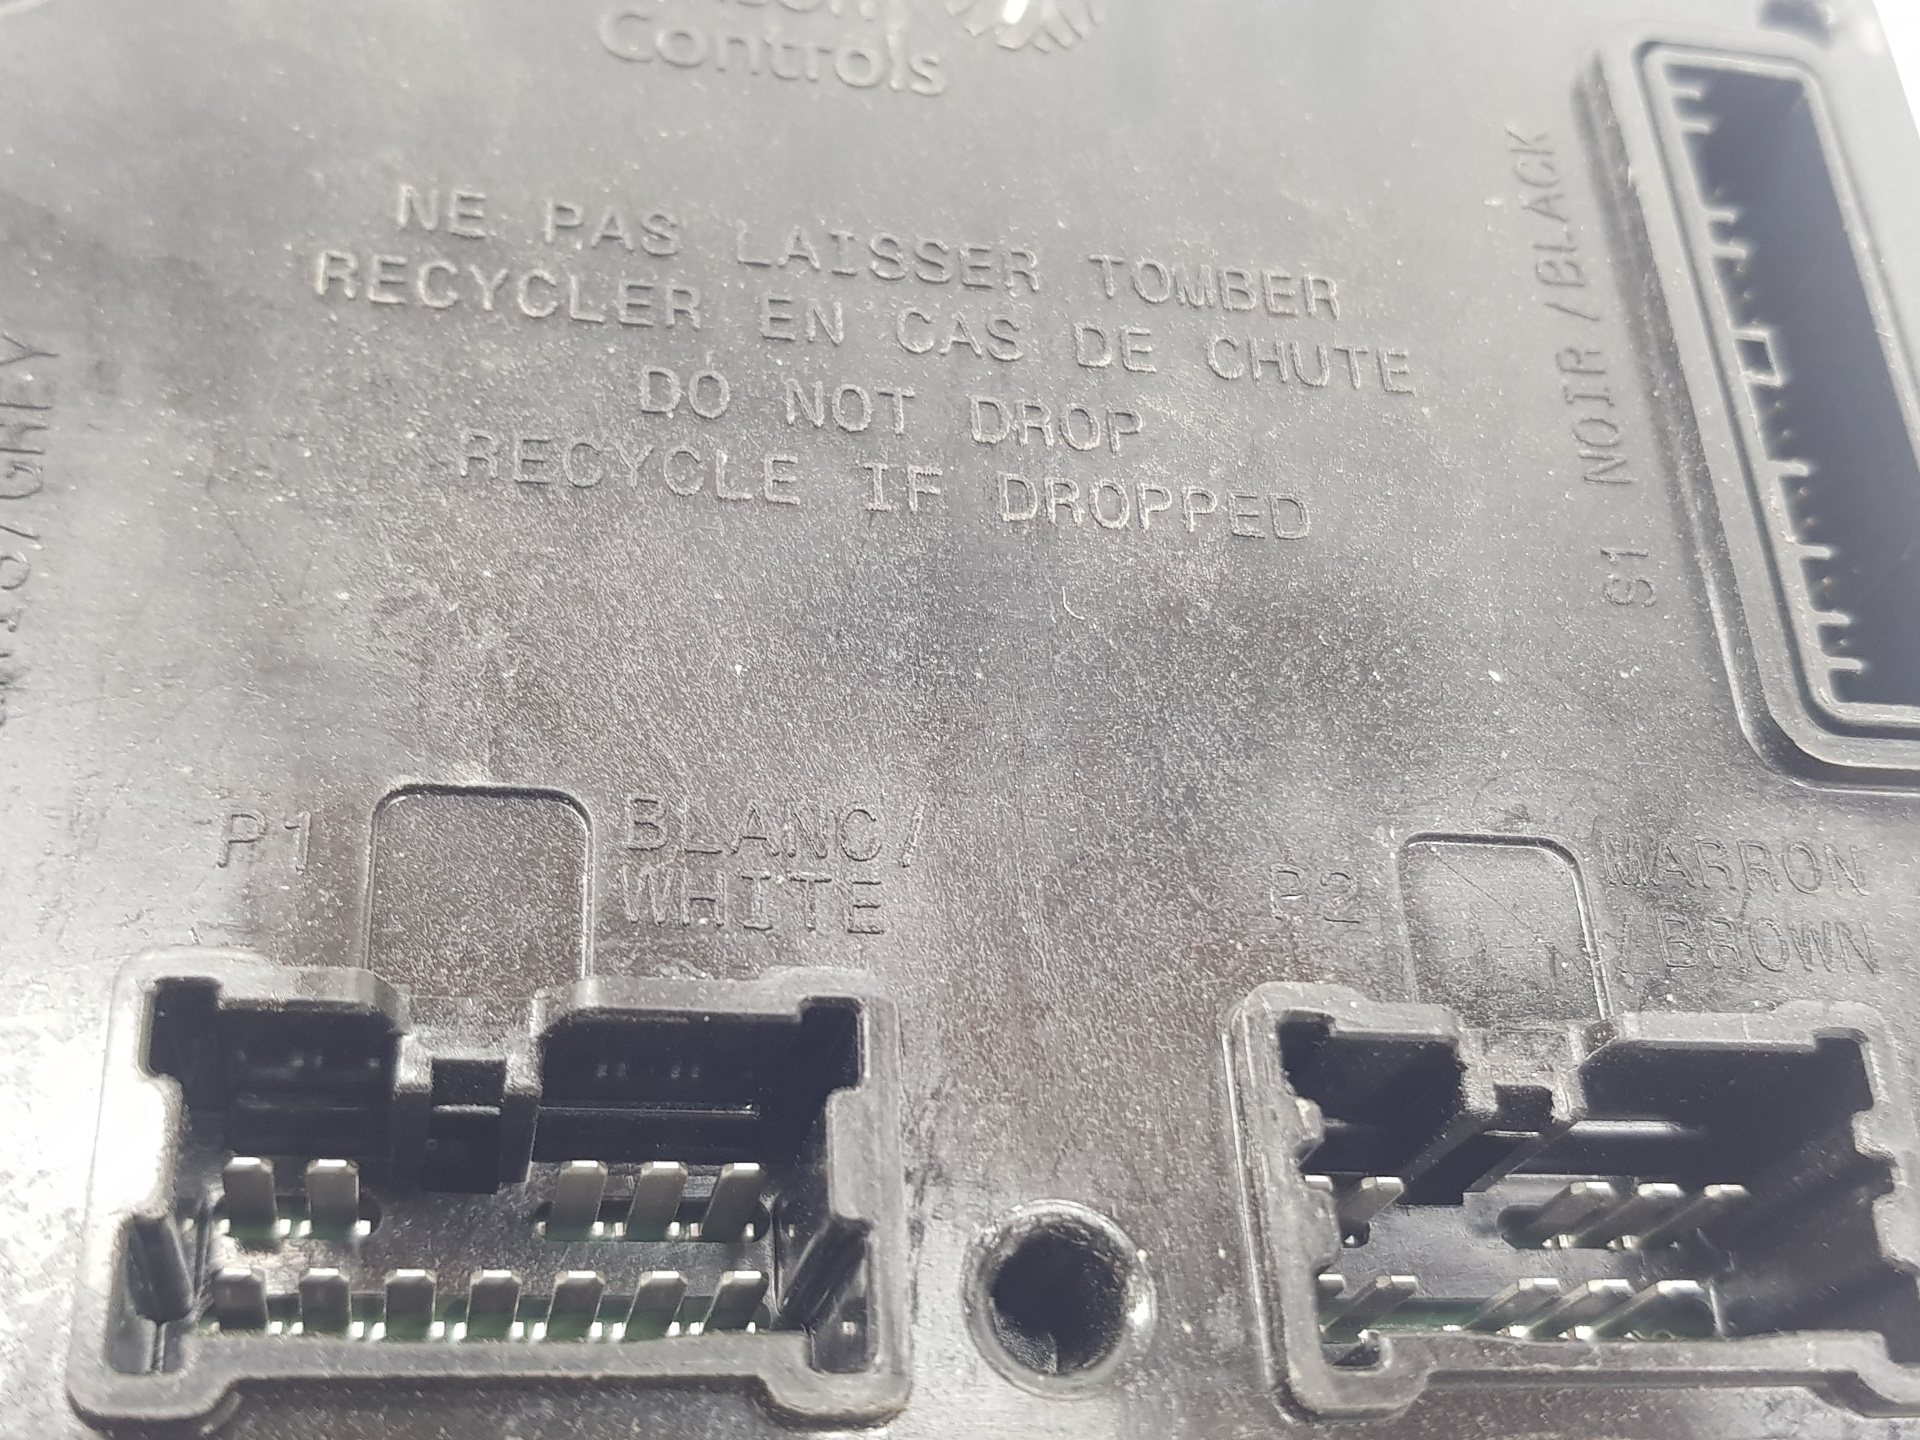 Controls
NE PAS LAISSER TOMBER
RECYCLER EN CAS DE CHUTE
DO NOT DROP
RECYCLE IF DROPPED
S1 NOIR/BLACK
P1
BLANC/
WHITE
P2
MARRON
/BROWN